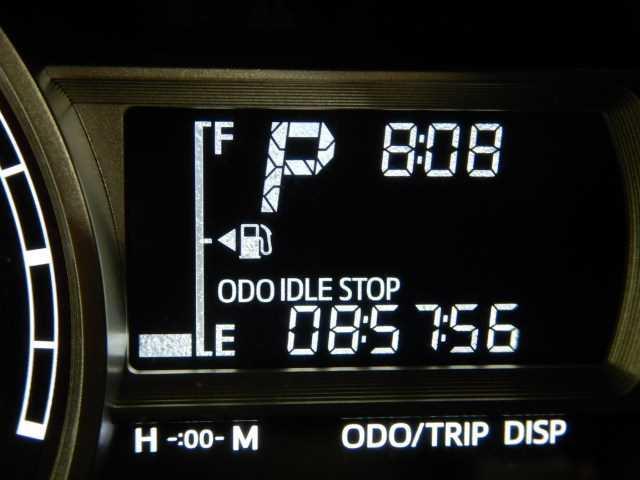 F P 8:08
ODO IDLE STOP
E 08:57:56
H -:00- M ODO/TRIP DISP